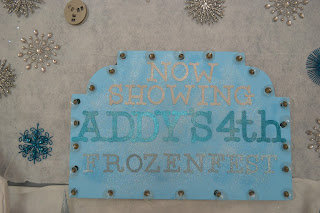 NOW
SHOWING
ADDY'S 4th
FROZENFEST